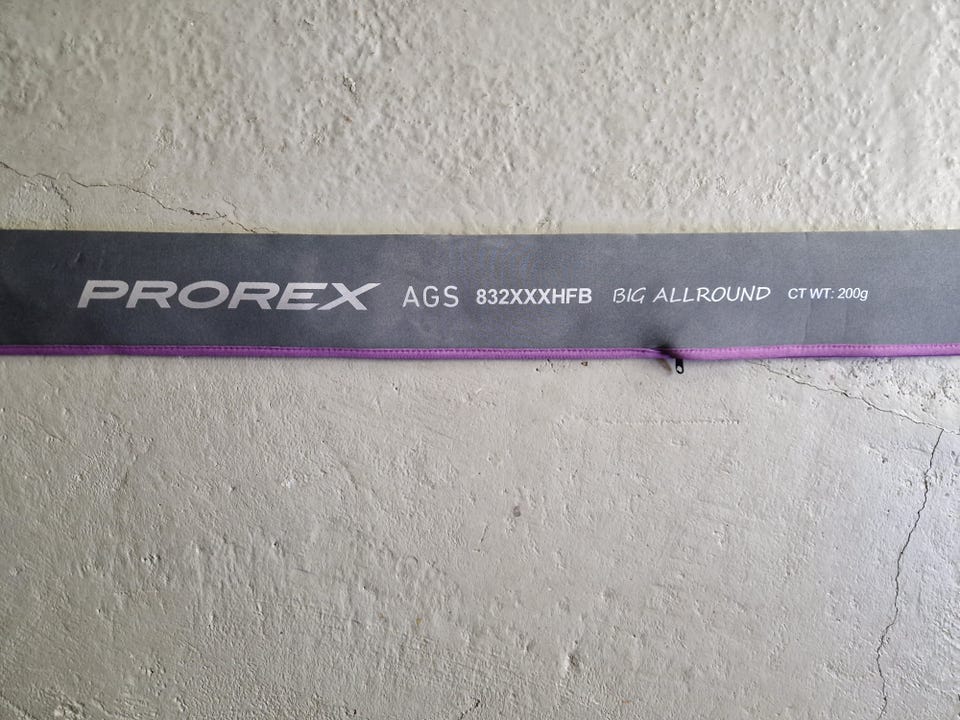 PROREX AGS 832XXXHFB BIG ALLROUND CT WT: 200g